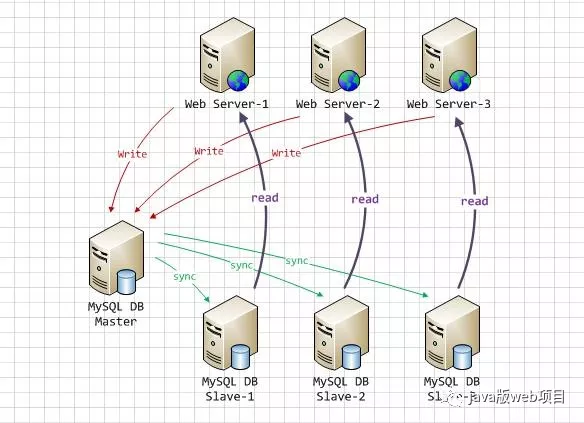 Web Server-1
Web Server-2
Web Server-3
Write
Write
Write
read
read
read
MySQL DB
Master
sync
sync
sync
MySQL DB
Slave-1
MySQL DB
Slave-2
MySQL DB
java版web项目